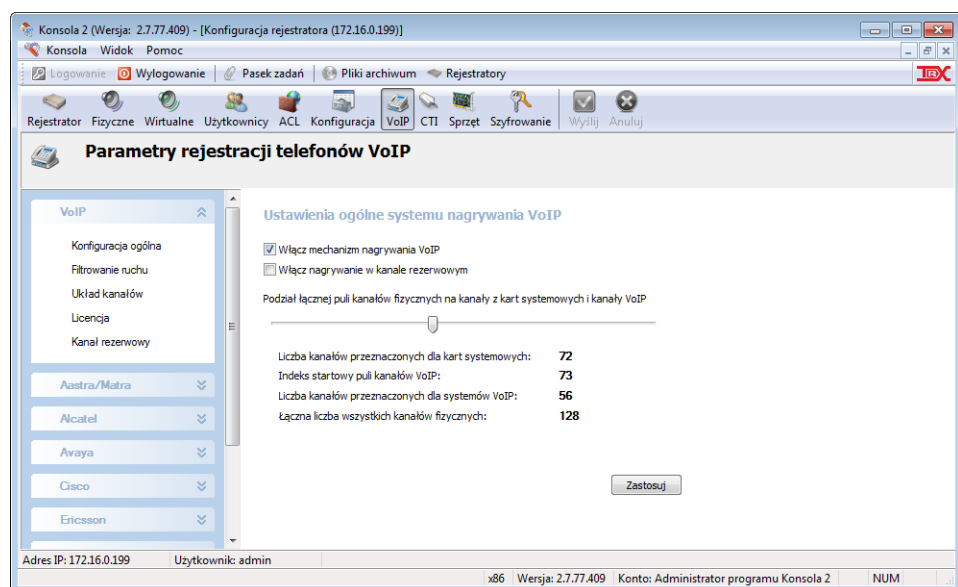 Konsola 2 (Wersja: 2.7.77.409) - [Konfiguracja rejestratora (172.16.0.199)]
Konsola Widok Pomoc
Logowanie Wylogowanie Pasek zadań Pliki archiwum Rejestratory TRX
Rejestrator Fizyczne Wirtualne Użytkownicy ACL Konfiguracja VoIP CTI Sprzęt Szyfrowanie Wyślij Anuluj
Parametry rejestracji telefonów VoIP
VoIP
Konfiguracja ogólna
Filtrowanie ruchu
Układ kanałów
Licencja
Kanał rezerwowy
Aastra/Matra
Alcatel
Avaya
Cisco
Ericsson
Ustawienia ogólne systemu nagrywania VoIP
Włącz mechanizm nagrywania VoIP
Włącz nagrywanie w kanale rezerwowym
Podział łącznej puli kanałów fizycznych na kanały z kart systemowych i kanały VoIP
Liczba kanałów przeznaczonych dla kart systemowych: 72
Indeks startowy puli kanałów VoIP: 73
Liczba kanałów przeznaczonych dla systemów VoIP: 56
Łączna liczba wszystkich kanałów fizycznych: 128
Zastosuj
Adres IP: 172.16.0.199 Użytkownik: admin
x86 Wersja: 2.7.77.409 Konto: Administrator programu Konsola 2 NUM